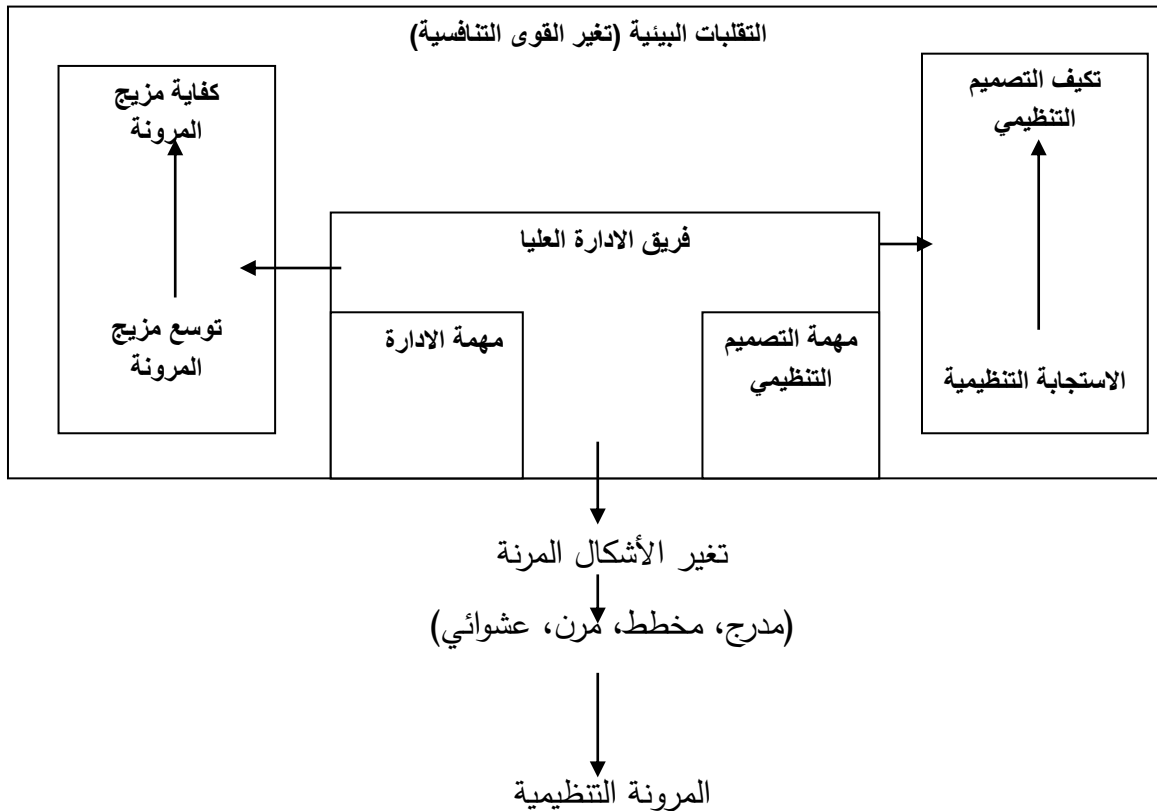 التقلبات البيئية (تغير القوى التنافسية)
تكيف التصميم
التنظيمي
الاستجابة التنظيمية
كفاية مزيج
المرونة
توسع مزيج
المرونة
فريق الادارة العليا
مهمة التصميم
التنظيمي
مهمة الادارة
تغير الأشكال المرنة
(مدرج، مخطط، مرن، عشوائي)
المرونة التنظيمية